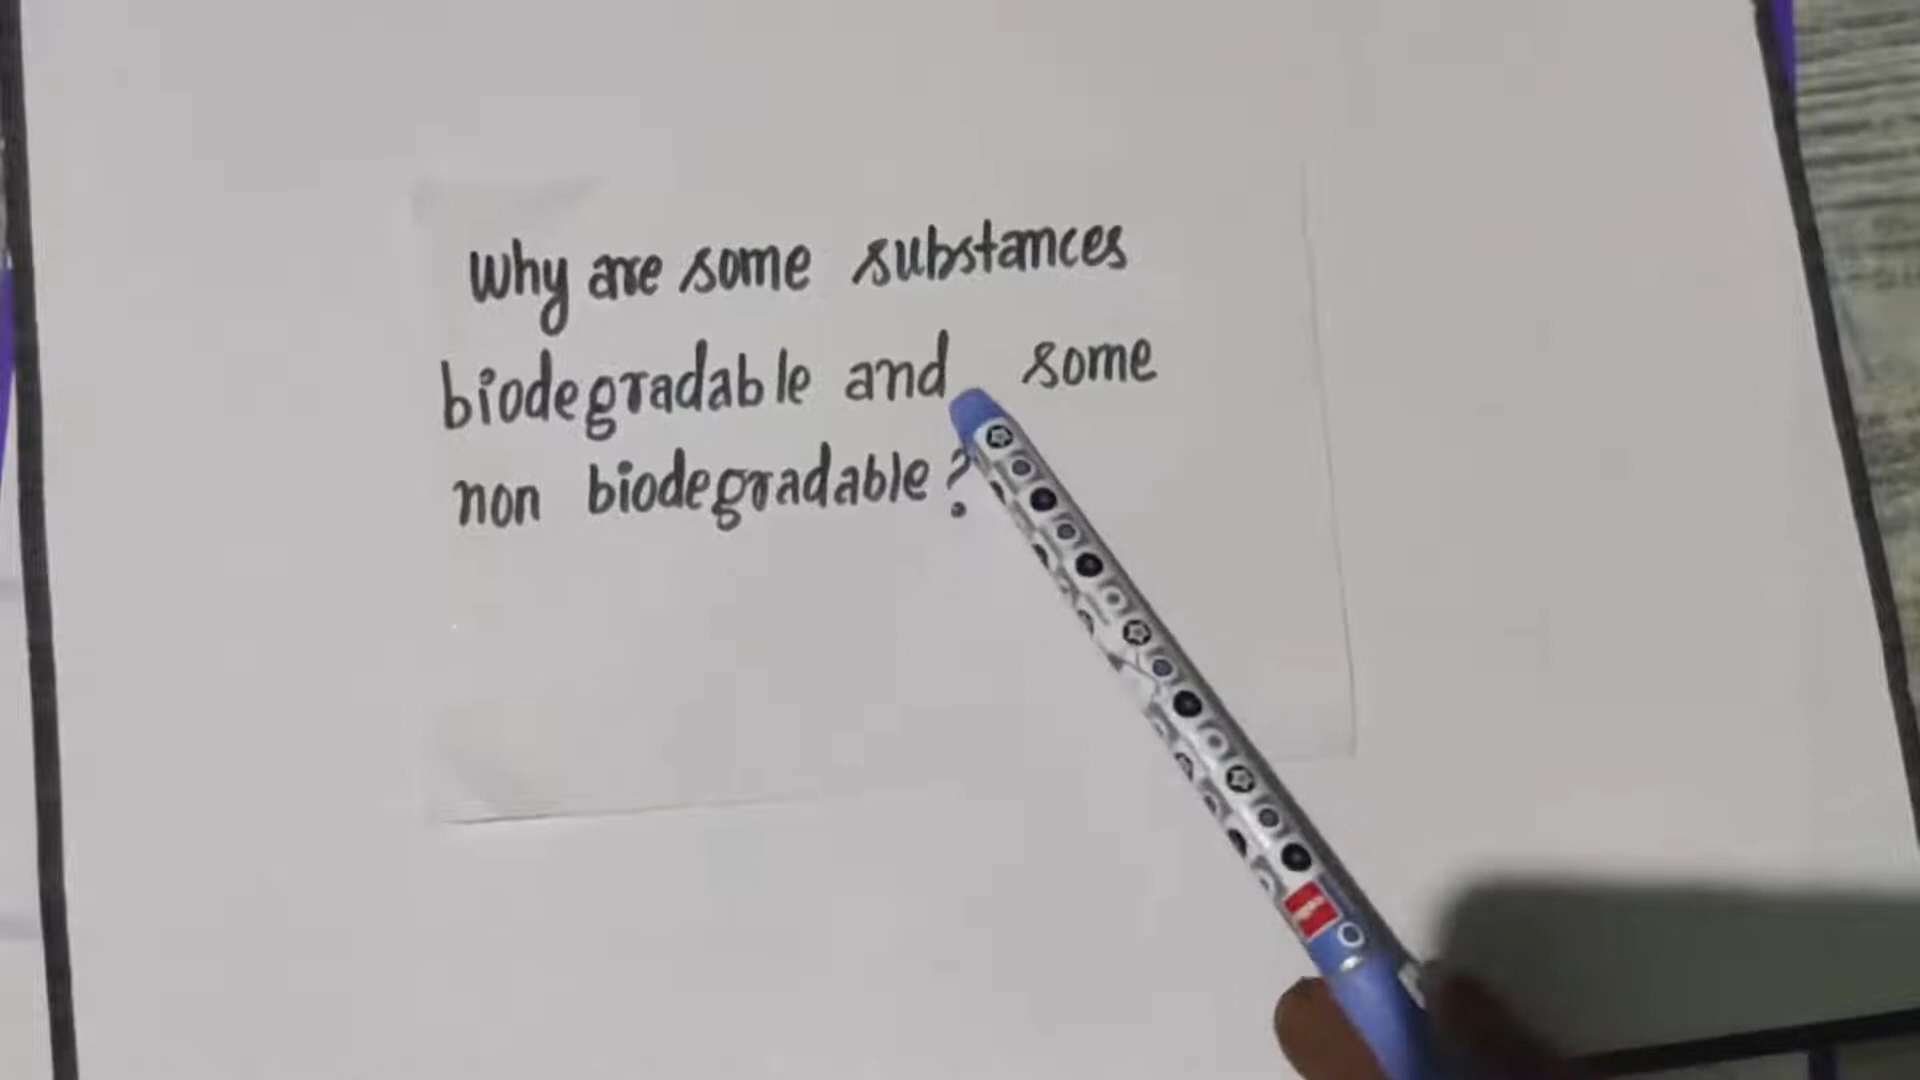 Why are some substances
biodegradable and some
non biodegradable?